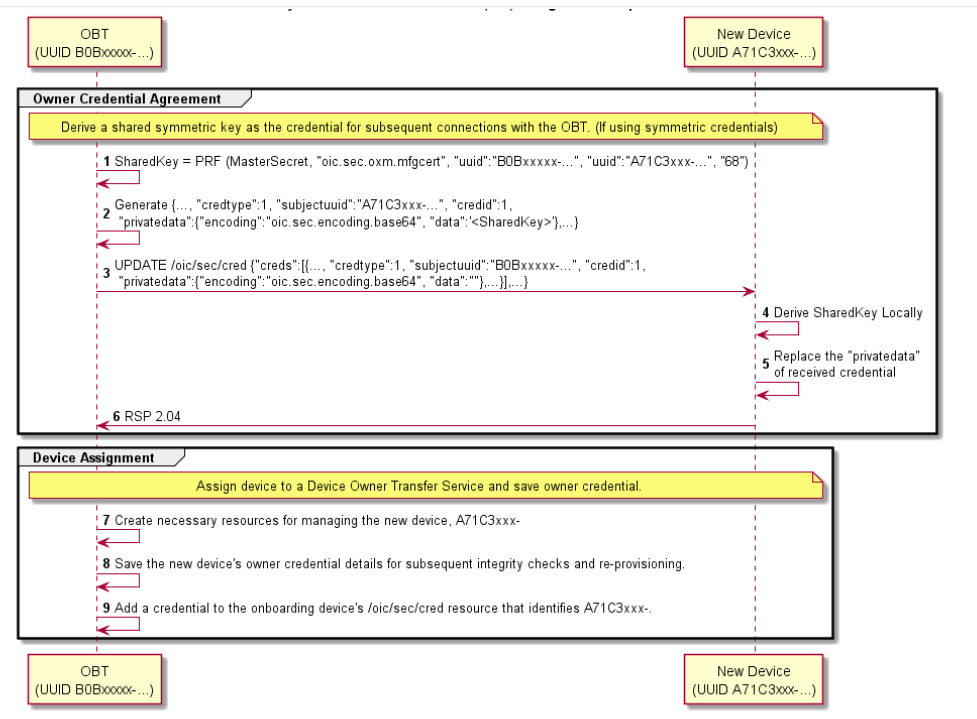 OBT
(UUID B0Bxxxxx-...)
New Device
(UUID A71C3xxx-...)
Owner Credential Agreement
Derive a shared symmetric key as the credential for subsequent connections with the OBT. (If using symmetric credentials)
1 SharedKey = PRF (MasterSecret, "oic.sec.oxm.mfgcert", "uuid":"B0Bxxxxx-...", "uuid":"A71C3xxx-...", "68")
2 Generate {..., "credtype":1, "subjectuuid":"A71C3xxx-...", "credid":1,
"privatedata":{"encoding":"oic.sec.encoding.base64", "data":'<SharedKey>'},...}
3 UPDATE /oic/sec/cred {"creds":[{..., "credtype":1, "subjectuuid":"B0Bxxxxx-...", "credid":1,
"privatedata":{"encoding":"oic.sec.encoding.base64", "data":""},...}],...}
4 Derive SharedKey Locally
5 Replace the "privatedata"
of received credential
6 RSP 2.04
Device Assignment
Assign device to a Device Owner Transfer Service and save owner credential.
7 Create necessary resources for managing the new device, A71C3xxx-
8 Save the new device's owner credential details for subsequent integrity checks and re-provisioning.
9 Add a credential to the onboarding device's /oic/sec/cred resource that identifies A71C3xxx-.
OBT
(UUID B0Bxxxxx-...)
New Device
(UUID A71C3xxx-...)